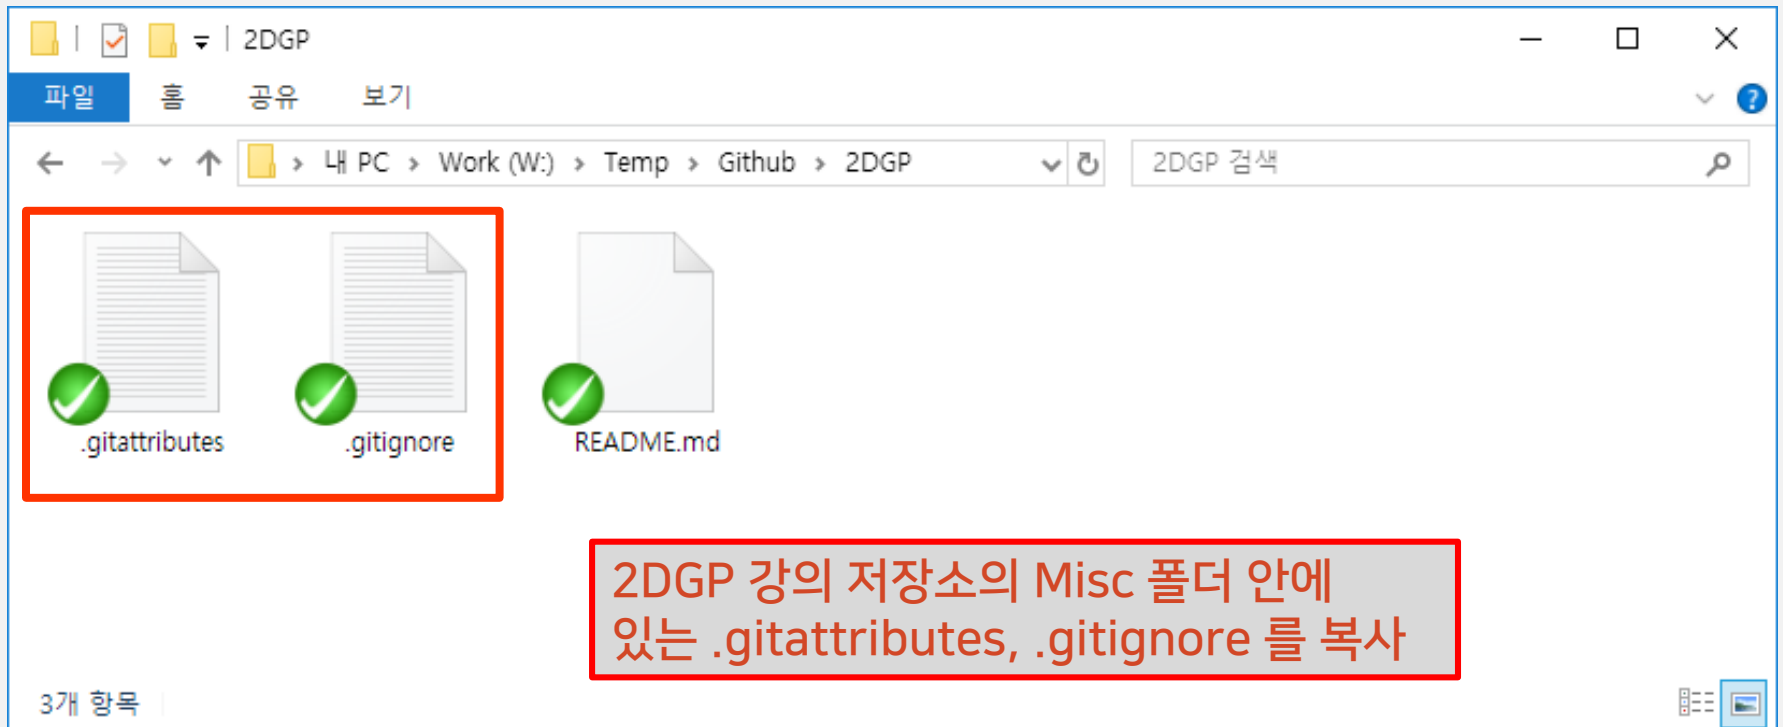 2DGP
파일 홈 공유 보기
내 PC > Work (W:) > Temp > Github > 2DGP
2DGP 검색
.gitattributes
.gitignore
README.md
2DGP 강의 저장소의 Misc 폴더 안에
있는 .gitattributes, .gitignore 를 복사
3개 항목